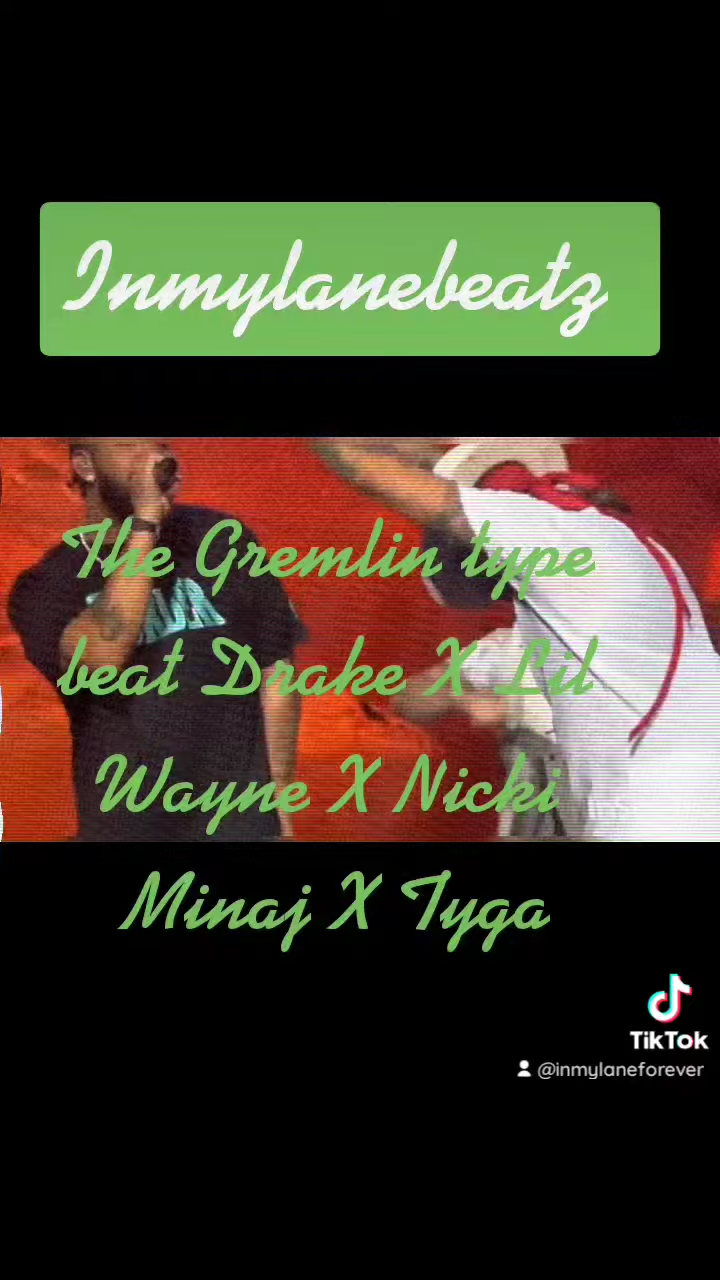 Inmylanebeatz
The Gremlin type
beat Drake X Lil
Wayne X Nicki
Minaj X Tyga
TikTok
@inmylaneforever